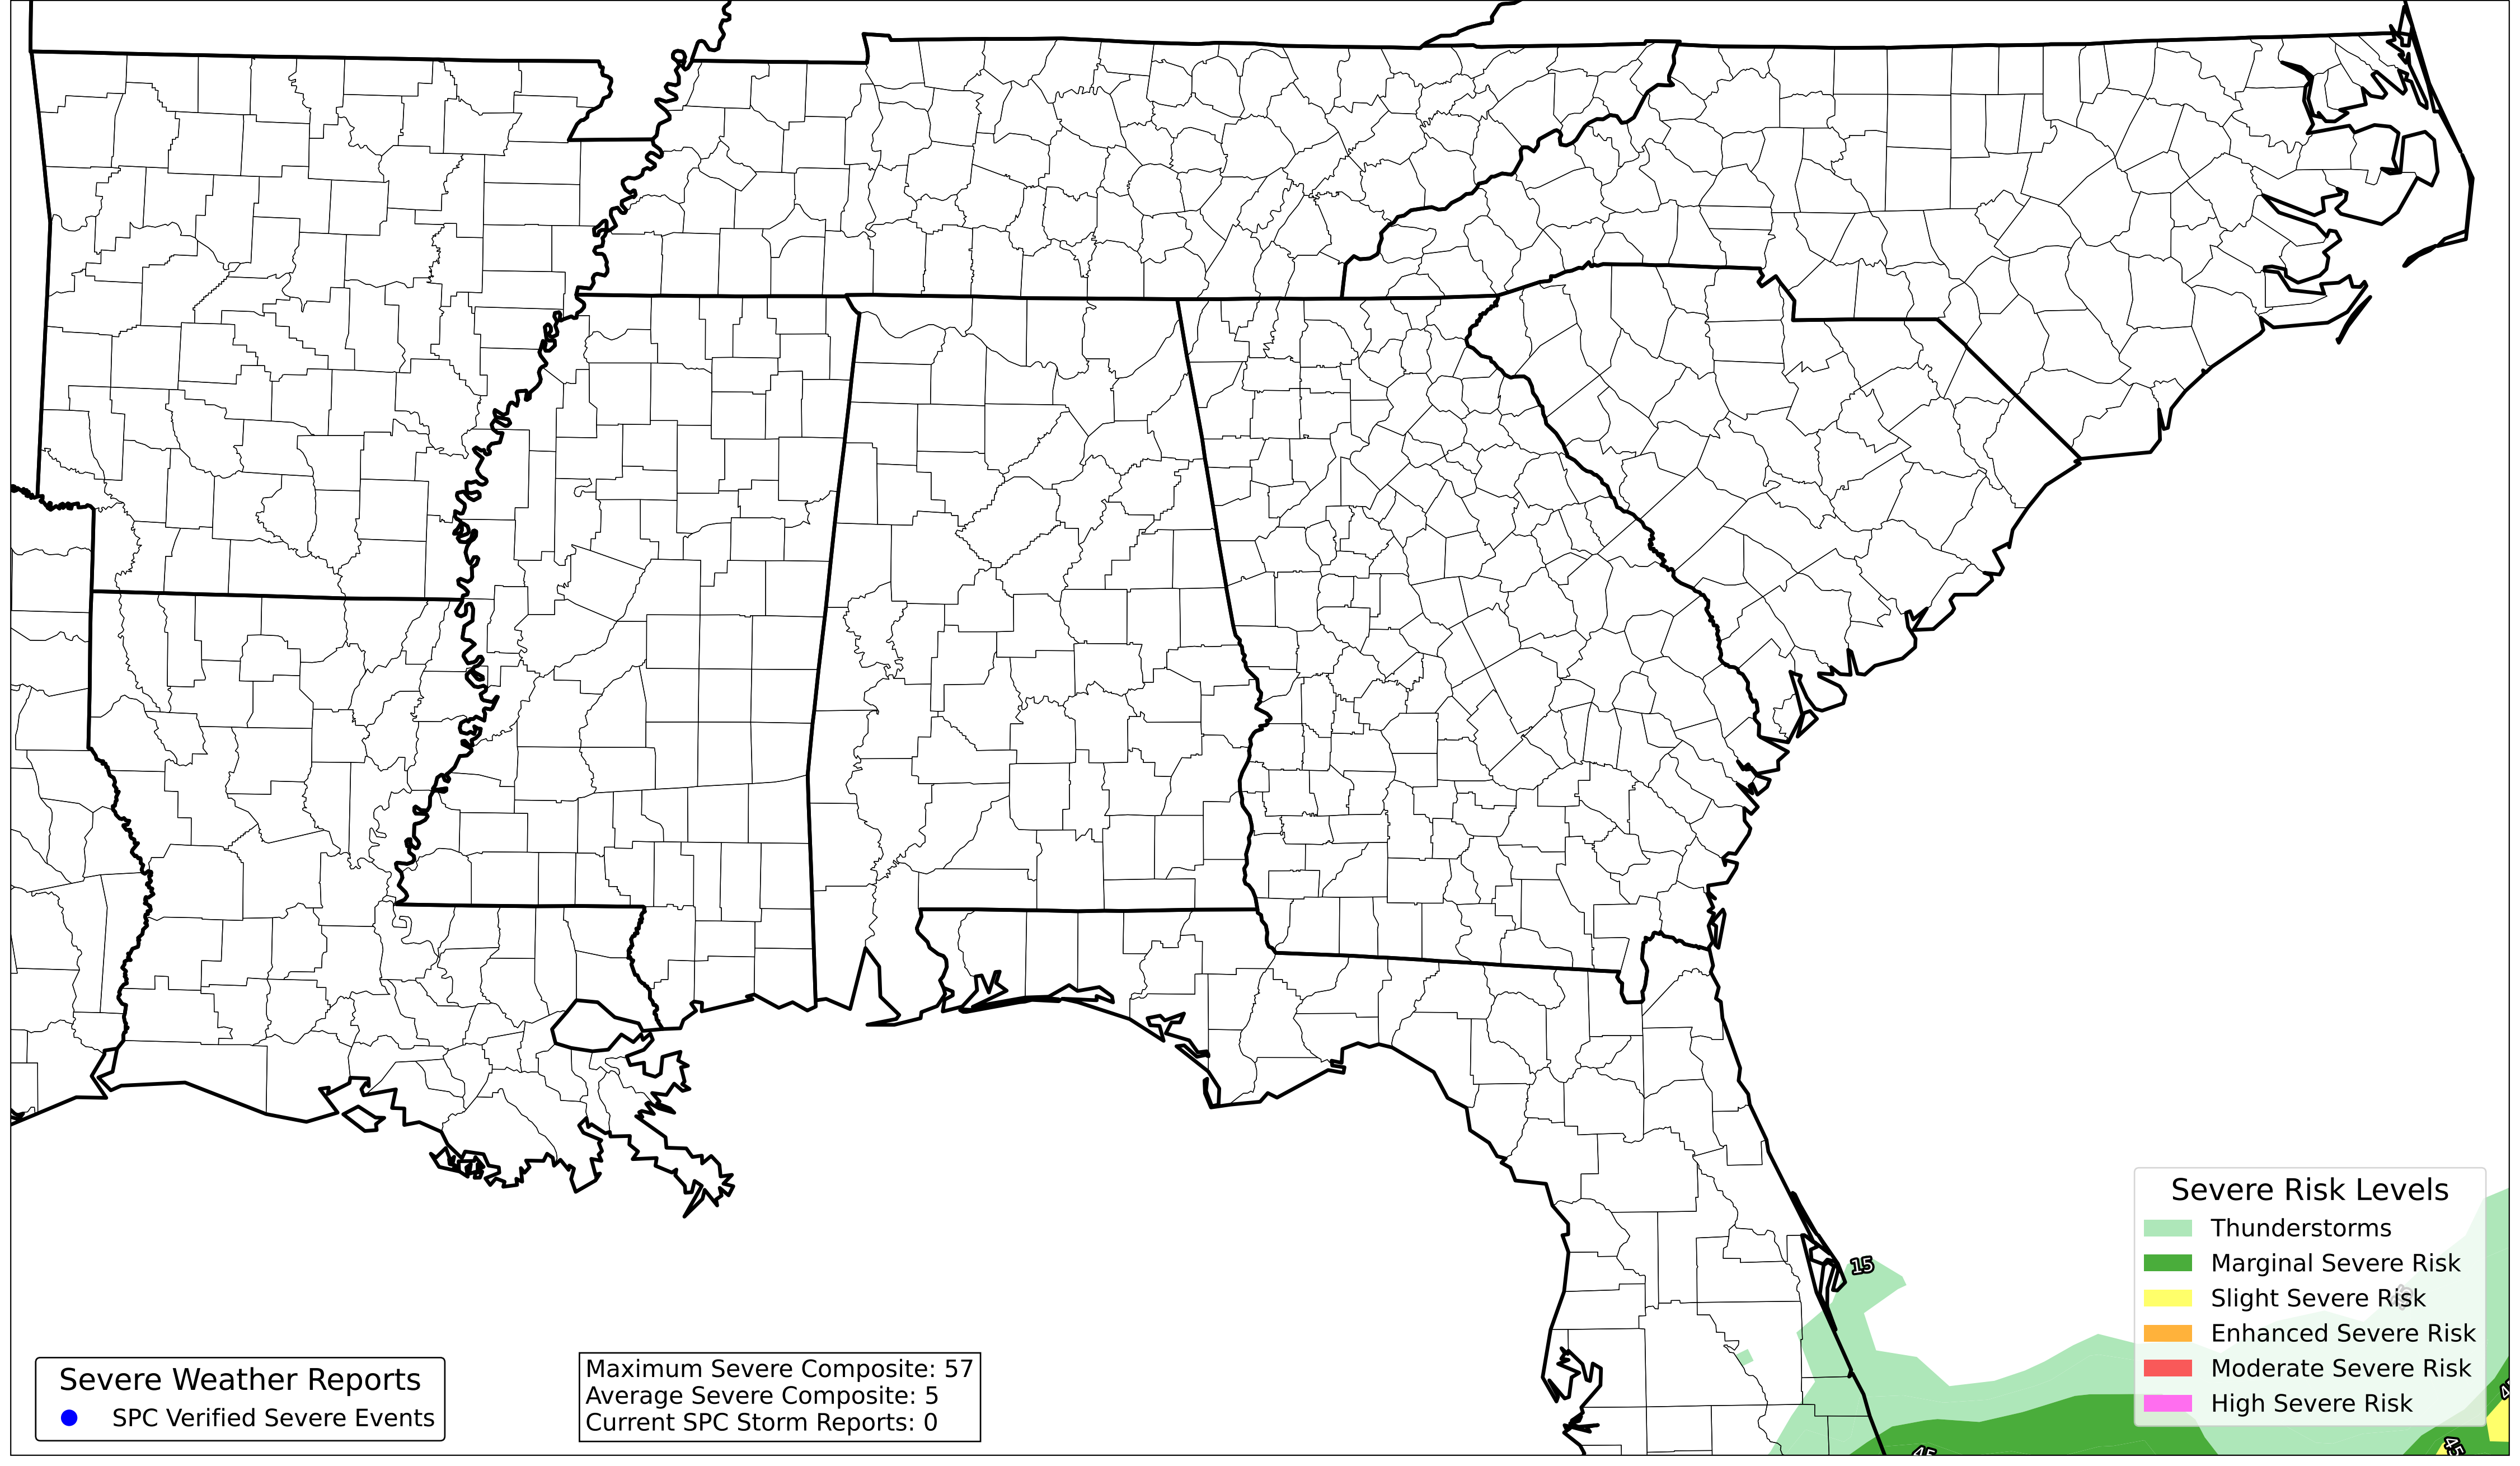 15
Severe Risk Levels
Thunderstorms
Marginal Severe Risk
Slight Severe Risk
Enhanced Severe Risk
Moderate Severe Risk
High Severe Risk
Severe Weather Reports
SPC Verified Severe Events
Maximum Severe Composite: 57
Average Severe Composite: 5
Current SPC Storm Reports: 0
45
45